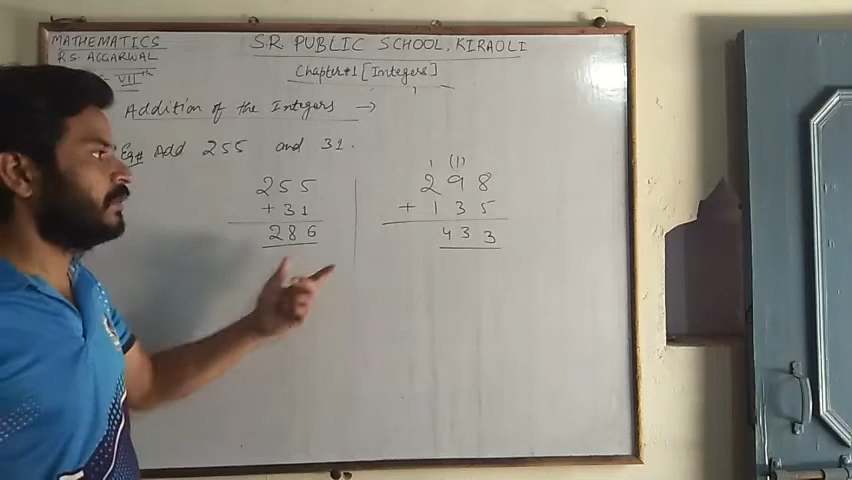 MATHEMATICS
S.R. PUBLIC SCHOOL, KIRAOLI
R.S. AGGARWAL
VIIth
Chapter#1 [Integers]
Addition of the Integers →
Eg# Add 255 and 31.
255
+ 31
286
1 (1)
298
+ 135
433